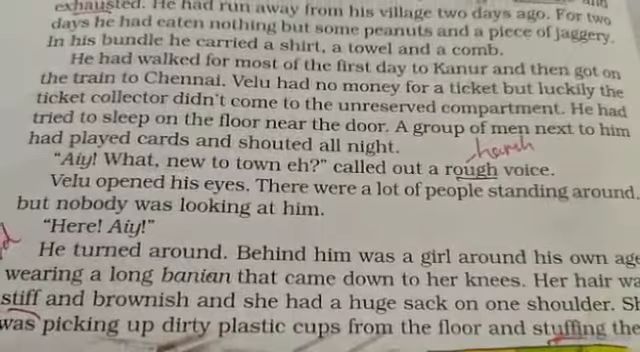 exhausted. He had run away from his village two days ago. For two
days he had eaten nothing but some peanuts and a piece of jaggery.
In his bundle he carried a shirt, a towel and a comb.
He had walked for most of the first day to Kanur and then got on
the train to Chennai. Velu had no money for a ticket but luckily the
ticket collector didn't come to the unreserved compartment. He had
tried to sleep on the floor near the door. A group of men next to him
had played cards and shouted all night.
harsh
"Aiy! What, new to town eh?" called out a rough voice.
Velu opened his eyes. There were a lot of people standing around,
but nobody was looking at him.
"Here! Aiy!"
He turned around. Behind him was a girl around his own age
wearing a long banian that came down to her knees. Her hair wa
stiff and brownish and she had a huge sack on one shoulder. Sh
was picking up dirty plastic cups from the floor and stuffing the